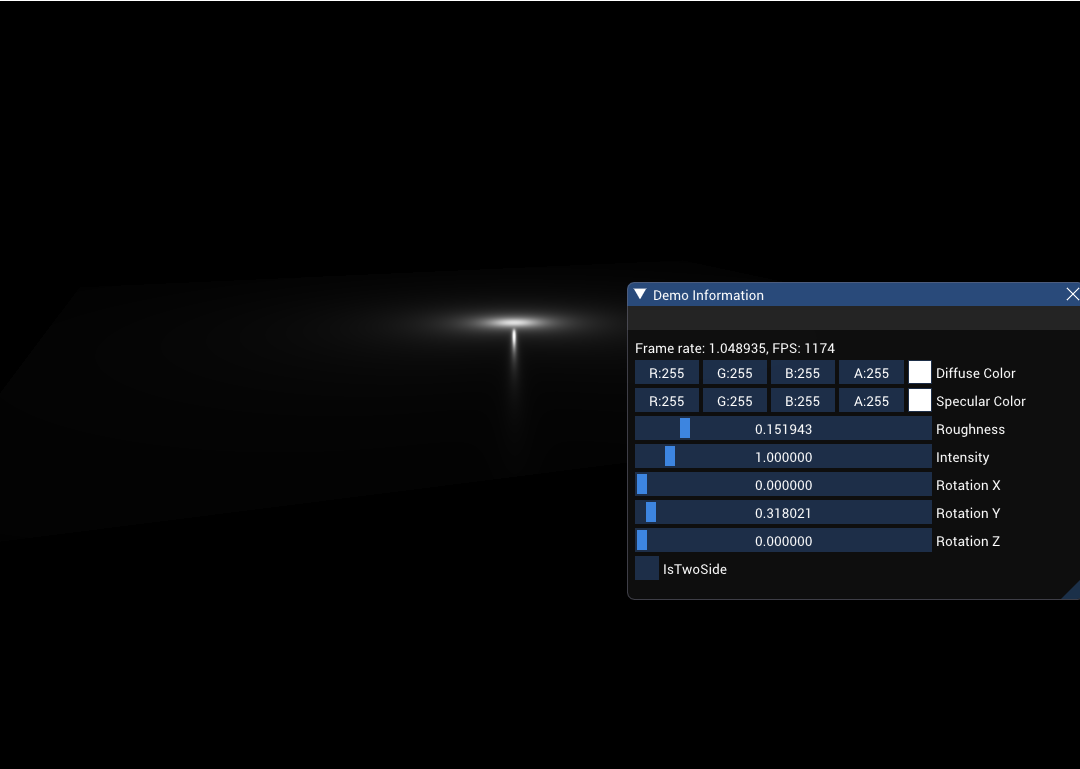 Demo Information
Frame rate: 1.048935, FPS: 1174
R:255 G:255 B:255 A:255 Diffuse Color
R:255 G:255 B:255 A:255 Specular Color
0.151943 Roughness
1.000000 Intensity
0.000000 Rotation X
0.318021 Rotation Y
0.000000 Rotation Z
IsTwoSide